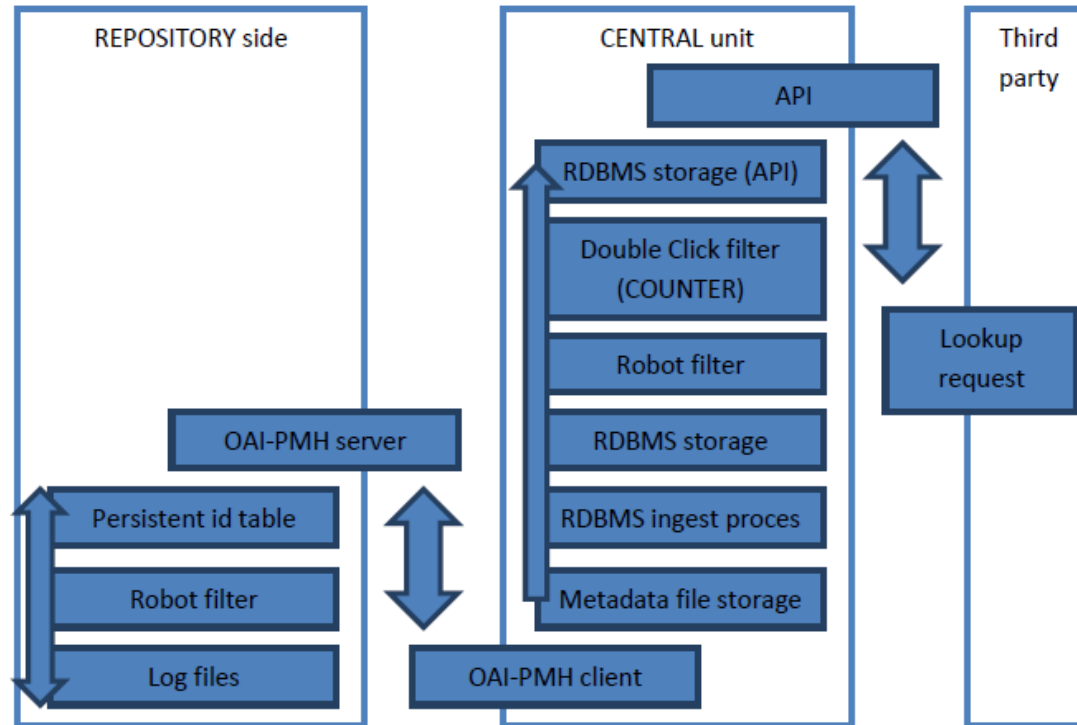 REPOSITORY side
OAI-PMH server
Persistent id table
Robot filter
Log files
CENTRAL unit
API
RDBMS storage (API)
Double Click filter
(COUNTER)
Robot filter
RDBMS storage
RDBMS ingest proces
Metadata file storage
OAI-PMH client
Third
party
Lookup
request